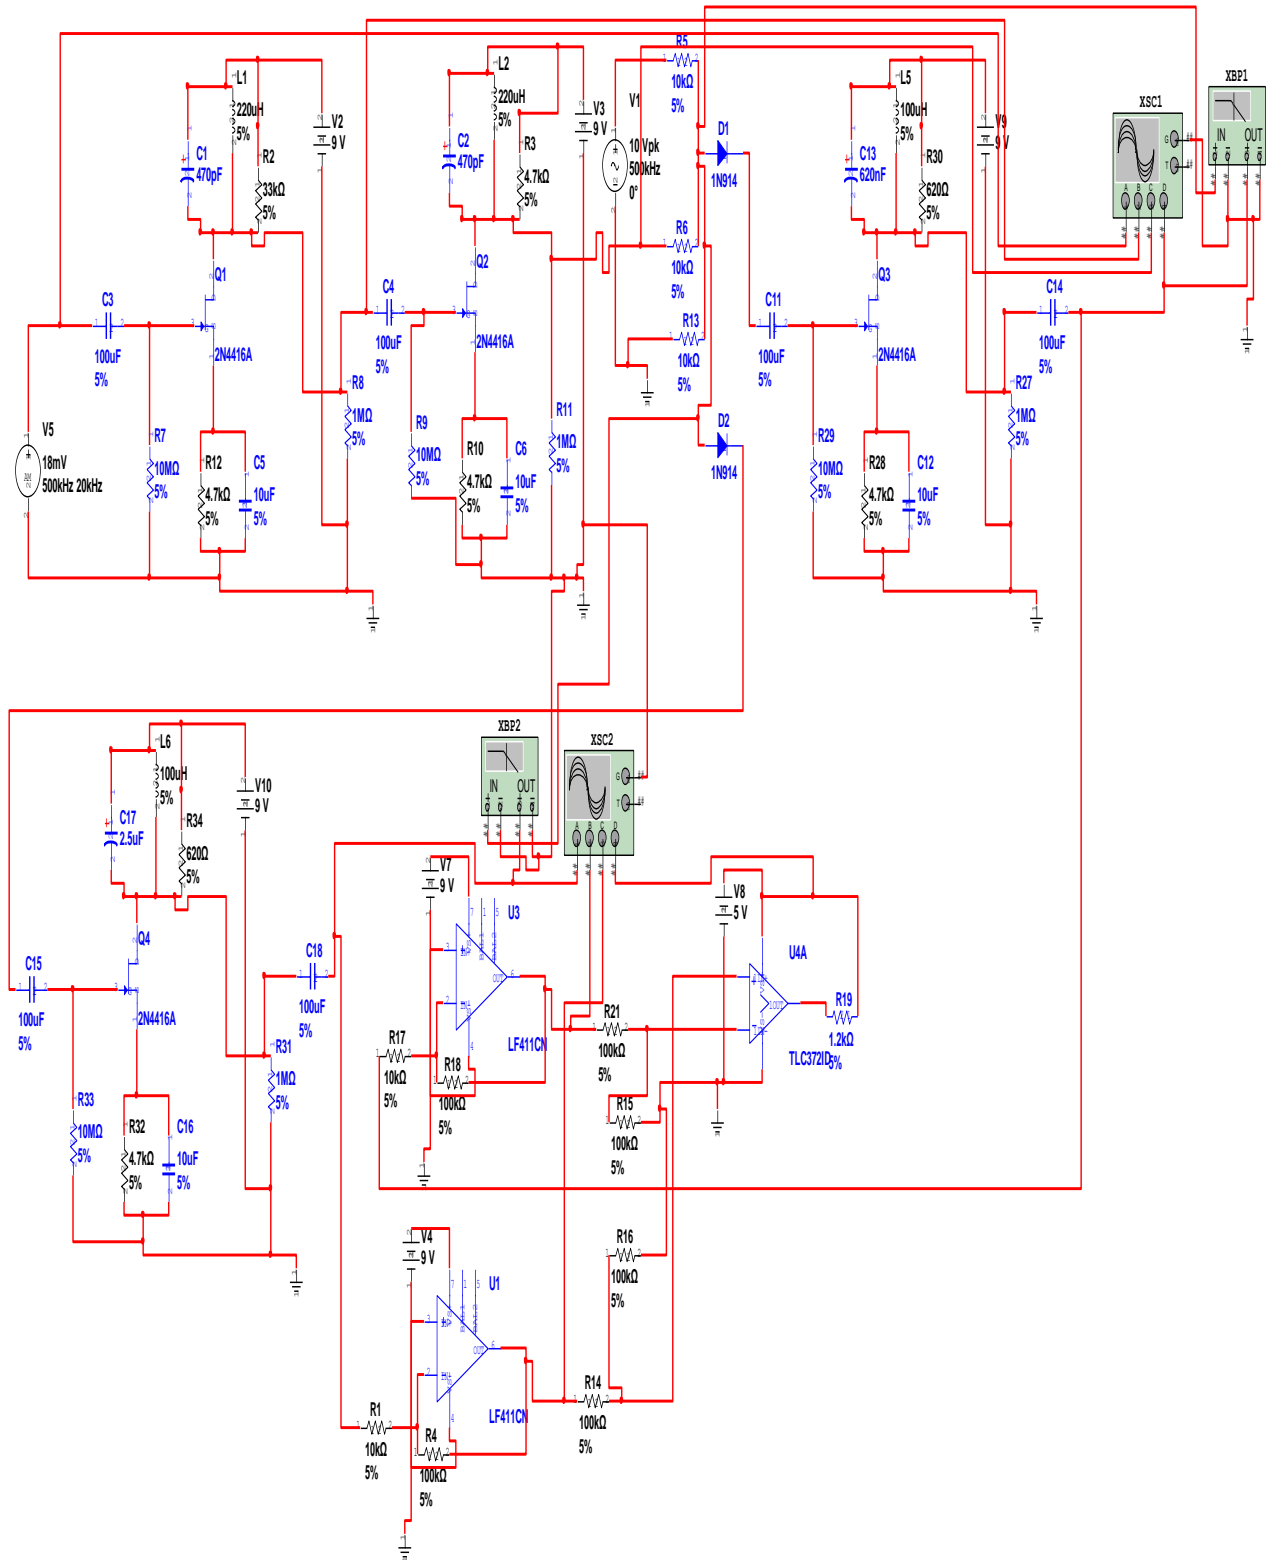 L1
220uH
5%
C1
470pF
R2
33kΩ
5%
V2
9 V
Q1
2N4416A
C3
100uF
5%
R7
10MΩ
5%
V5
18mV
500kHz 20kHz
R12
4.7kΩ
5%
C5
10uF
5%
R8
1MΩ
5%
L2
220uH
5%
C2
470pF
R3
4.7kΩ
5%
V3
9 V
Q2
2N4416A
C4
100uF
5%
R9
10MΩ
5%
R10
4.7kΩ
5%
C6
10uF
5%
R11
1MΩ
5%
V1
10 Vpk
500kHz
0°
R5
10kΩ
5%
R6
10kΩ
5%
R13
10kΩ
5%
D1
1N914
D2
1N914
L5
100uH
5%
C13
620nF
R30
620Ω
5%
V9
9 V
Q3
2N4416A
C11
100uF
5%
R29
10MΩ
5%
R28
4.7kΩ
5%
C12
10uF
5%
C14
100uF
5%
R27
1MΩ
5%
XSC1
G
T
A
B
C
D
XBP1
IN
OUT
L6
100uH
5%
C17
2.5uF
R34
620Ω
5%
V10
9 V
Q4
2N4416A
C15
100uF
5%
R33
10MΩ
5%
R32
4.7kΩ
5%
C16
10uF
5%
C18
100uF
5%
R31
1MΩ
5%
XBP2
IN
OUT
XSC2
G
T
A
B
C
D
V7
9 V
U3
LF411CN
OUT
R17
10kΩ
5%
R18
100kΩ
5%
R21
100kΩ
5%
R15
100kΩ
5%
V8
5 V
U4A
TLC372ID
1OUT
R19
1.2kΩ
5%
V4
9 V
U1
LF411CN
OUT
R1
10kΩ
5%
R4
100kΩ
5%
R14
100kΩ
5%
R16
100kΩ
5%